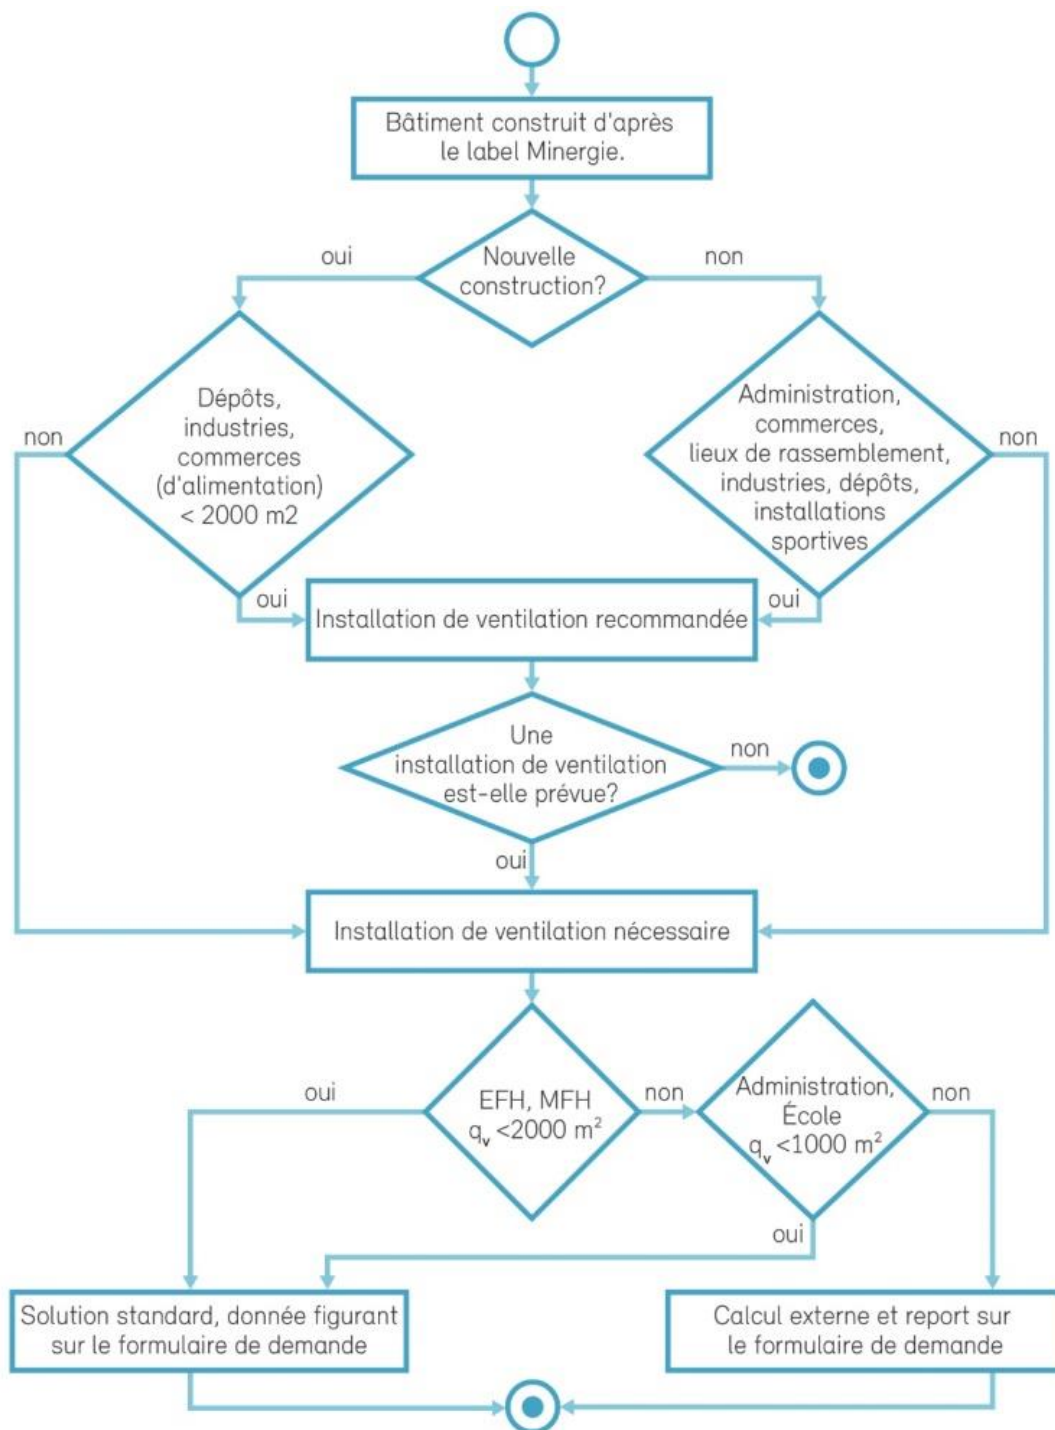 Bâtiment construit d'après
le label Minergie.
oui
Nouvelle
construction?
non
non
Dépôts,
industries,
commerces
(d'alimentation)
< 2000 m2
Administration,
commerces,
lieux de rassemblement,
industries, dépôts,
installations
sportives
non
oui
Installation de ventilation recommandée
oui
Une
installation de ventilation
est-elle prévue?
non
oui
Installation de ventilation nécessaire
oui
EFH, MFH
qᵥ <2000 m²
non
Administration,
École
qᵥ <1000 m²
non
oui
Solution standard, donnée figurant
sur le formulaire de demande
Calcul externe et report sur
le formulaire de demande